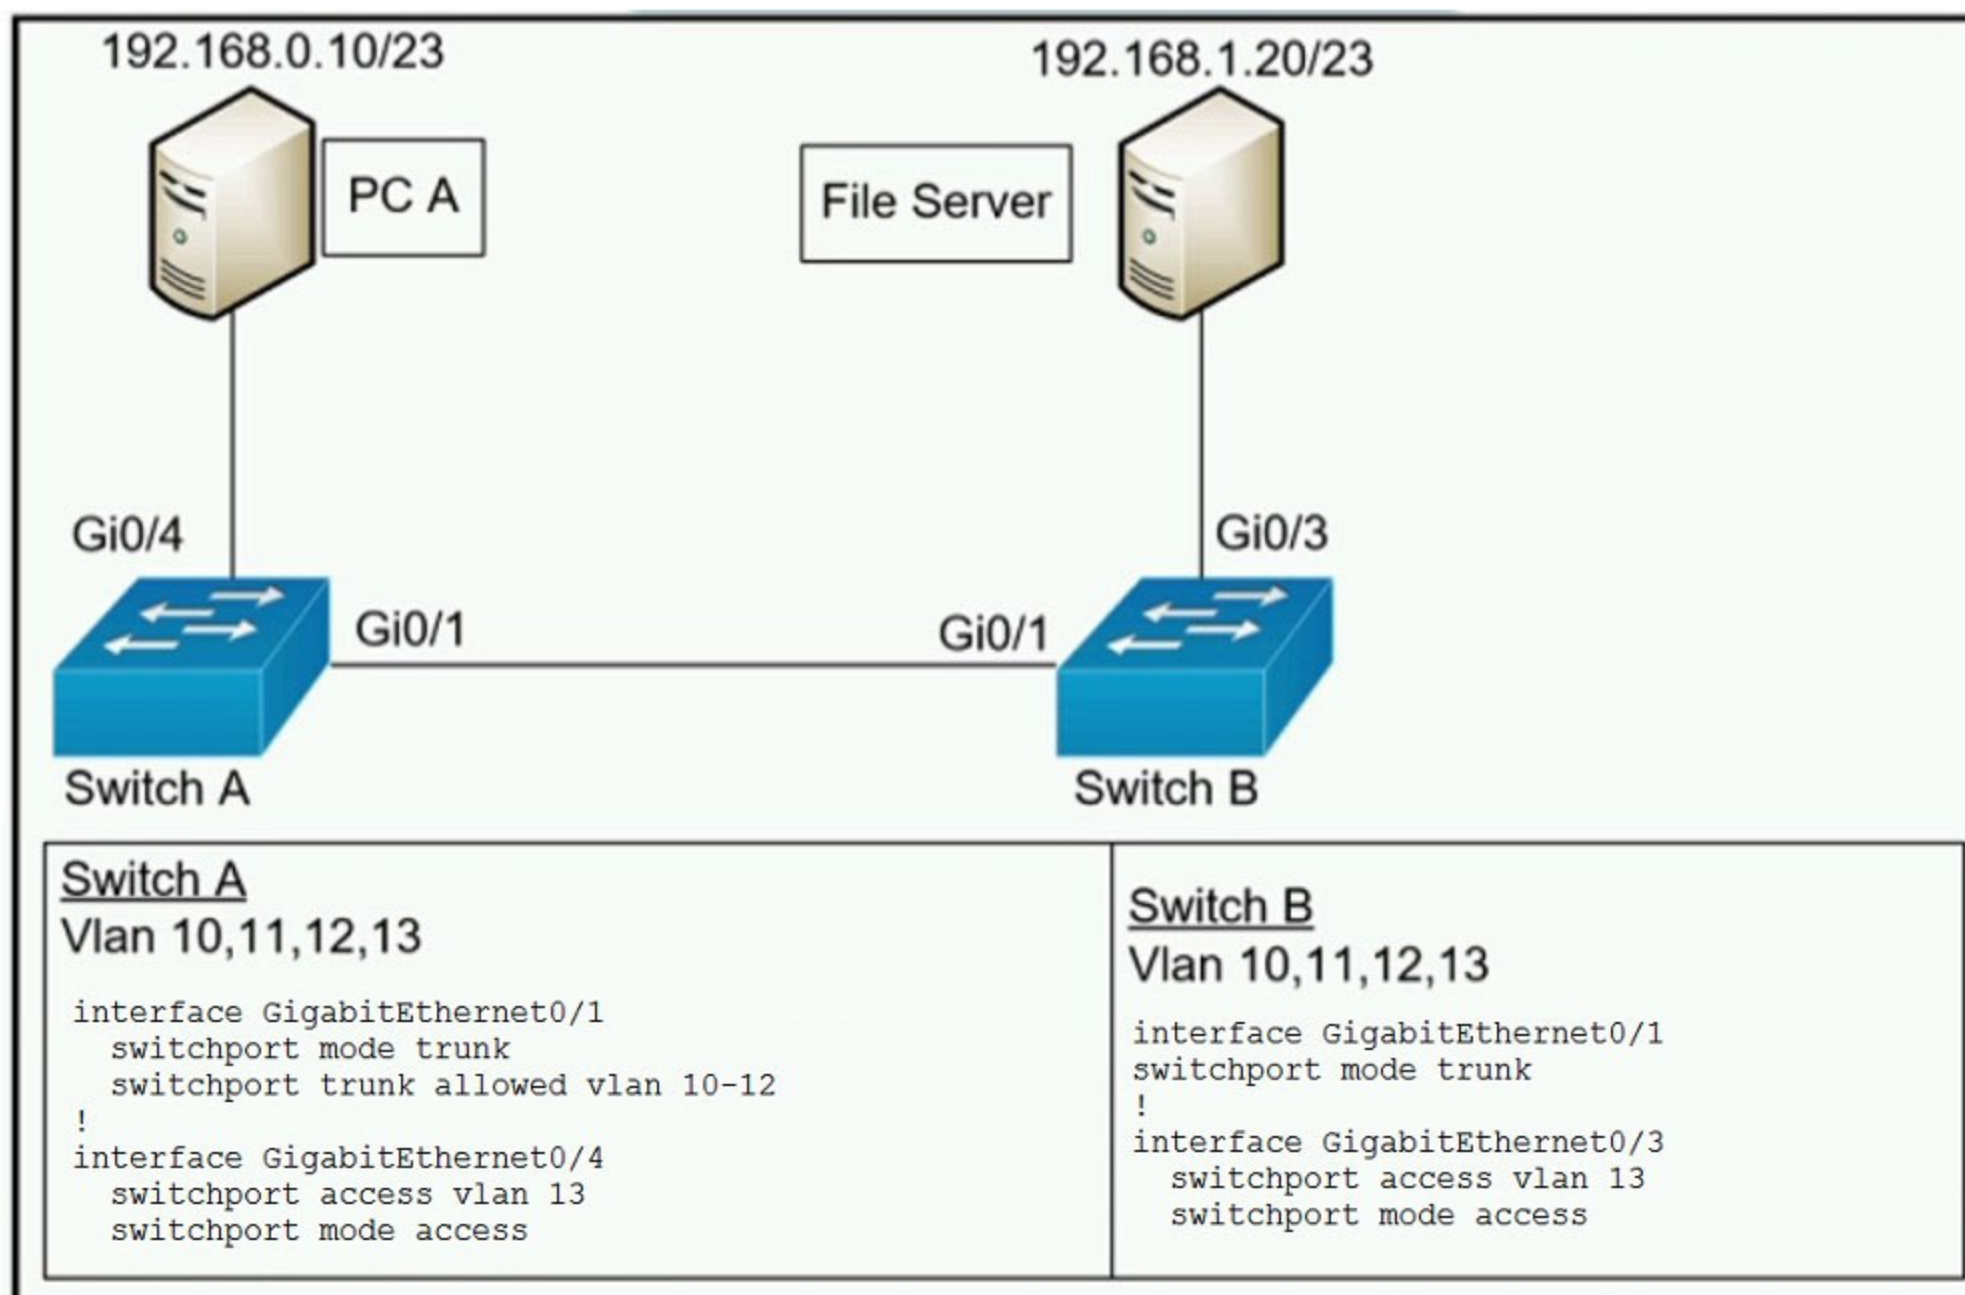 192.168.0.10/23
192.168.1.20/23
PC A
File Server
Gi0/4
Gi0/3
Gi0/1
Gi0/1
Switch A
Switch B
Switch A
Vlan 10,11,12,13
interface GigabitEthernet0/1
switchport mode trunk
switchport trunk allowed vlan 10-12
!
interface GigabitEthernet0/4
switchport access vlan 13
switchport mode access
Switch B
Vlan 10,11,12,13
interface GigabitEthernet0/1
switchport mode trunk
!
interface GigabitEthernet0/3
switchport access vlan 13
switchport mode access